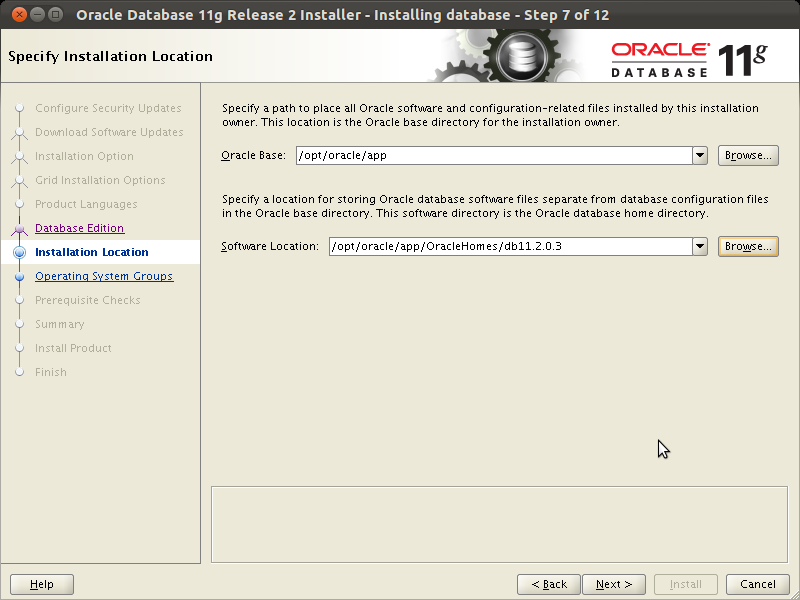 Oracle Database 11g Release 2 Installer - Installing database - Step 7 of 12
Specify Installation Location
ORACLE
DATABASE
11g
Configure Security Updates
Download Software Updates
Installation Option
Grid Installation Options
Product Languages
Database Edition
Installation Location
Operating System Groups
Prerequisite Checks
Summary
Install Product
Finish
Specify a path to place all Oracle software and configuration-related files installed by this installation
owner. This location is the Oracle base directory for the installation owner.
Oracle Base: /opt/oracle/app Browse...
Specify a location for storing Oracle database software files separate from database configuration files
in the Oracle base directory. This software directory is the Oracle database home directory.
Software Location: /opt/oracle/app/OracleHomes/db11.2.0.3 Browse...
Help < Back Next > Install Cancel